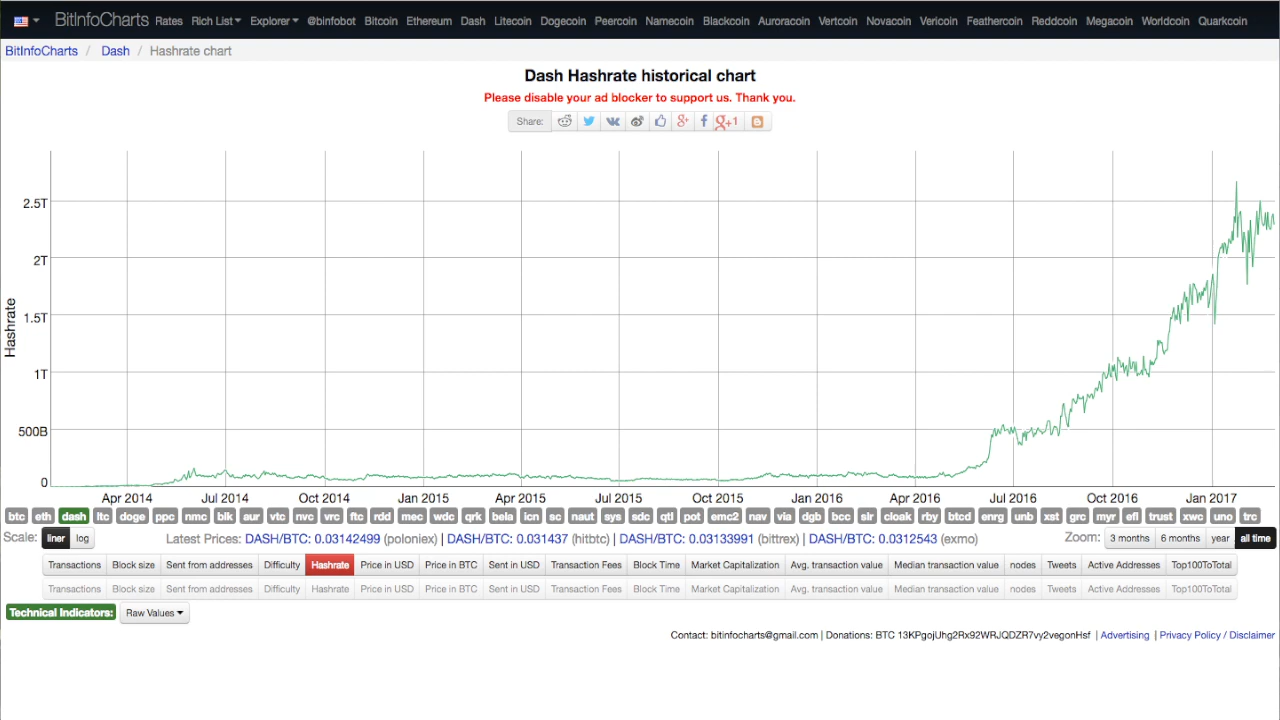 BitInfoCharts Rates Rich List Explorer @binfobot Bitcoin Ethereum Dash Litecoin Dogecoin Peercoin Namecoin Blackcoin Auroracoin Vertcoin Novacoin Vericoin Feathercoin Reddcoin Megacoin Worldcoin Quarkcoin
BitInfoCharts / Dash / Hashrate chart
Dash Hashrate historical chart
Please disable your ad blocker to support us. Thank you.
Share: g+1
2.5T
2T
1.5T
1T
500B
0
Hashrate
Apr 2014 Jul 2014 Oct 2014 Jan 2015 Apr 2015 Jul 2015 Oct 2015 Jan 2016 Apr 2016 Jul 2016 Oct 2016 Jan 2017
btc eth dash ltc doge ppc nmc blk aur vtc nvc vrc ftc rdd mec wdc qrk bela icn sc naut sys sdc qtl pot emc2 nav via dgb bcc slr cloak rby btcd enrg unb xst grc myr efl trust xwc uno trc
Scale: liner log Latest Prices: DASH/BTC: 0.03142499 (poloniex) | DASH/BTC: 0.031437 (hitbtc) | DASH/BTC: 0.03133991 (bittrex) | DASH/BTC: 0.0312543 (exmo) Zoom: 3 months 6 months year all time
Transactions Block size Sent from addresses Difficulty Hashrate Price in USD Price in BTC Sent in USD Transaction Fees Block Time Market Capitalization Avg. transaction value Median transaction value nodes Tweets Active Addresses Top100ToTotal
Transactions Block size Sent from addresses Difficulty Hashrate Price in USD Price in BTC Sent in USD Transaction Fees Block Time Market Capitalization Avg. transaction value Median transaction value nodes Tweets Active Addresses Top100ToTotal
Technical Indicators: Raw Values
Contact: bitinfocharts@gmail.com | Donations: BTC 13KPgojUhg2Rx92WRJQDZR7vy2vegonHsf | Advertising | Privacy Policy / Disclaimer